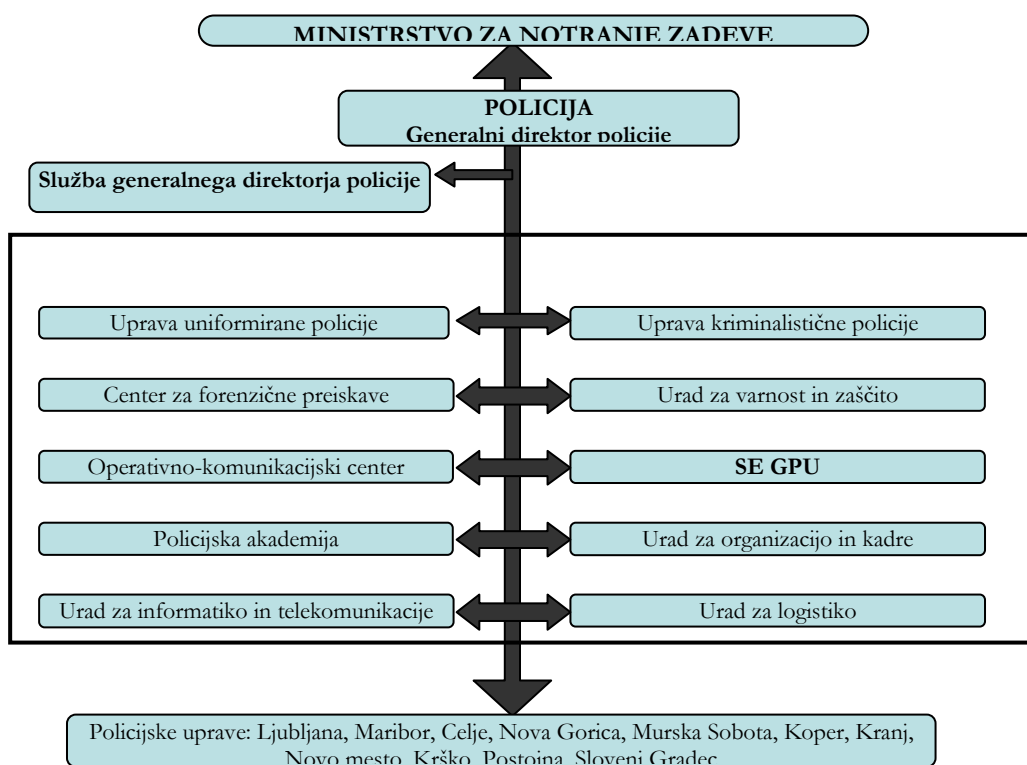 MINISTRSTVO ZA NOTRANJE ZADEVE
POLICIJA
Generalni direktor policije
Služba generalnega direktorja policije
Uprava uniformirane policije
Uprava kriminalistične policije
Center za forenzične preiskave
Urad za varnost in zaščito
Operativno-komunikacijski center
SE GPU
Policijska akademija
Urad za organizacijo in kadre
Urad za informatiko in telekomunikacije
Urad za logistiko
Policijske uprave: Ljubljana, Maribor, Celje, Nova Gorica, Murska Sobota, Koper, Kranj,
Novo mesto, Krško, Postojna, Slovenj Gradec